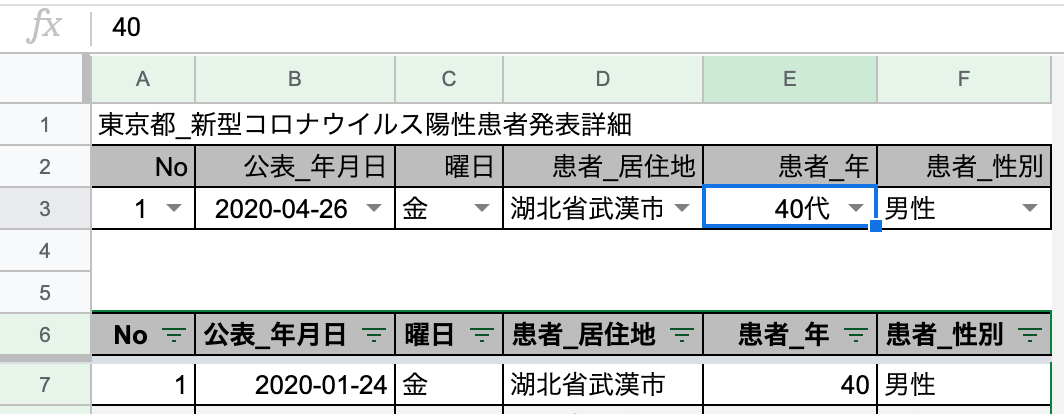 fx 40
A B C D E F
1 東京都_新型コロナウイルス陽性患者発表詳細
2 No 公表_年月日 曜日 患者_居住地 患者_年 患者_性別
3 1 2020-04-26 金 湖北省武漢市 40代 男性
4
5
6 No 公表_年月日 曜日 患者_居住地 患者_年 患者_性別
7 1 2020-01-24 金 湖北省武漢市 40 男性